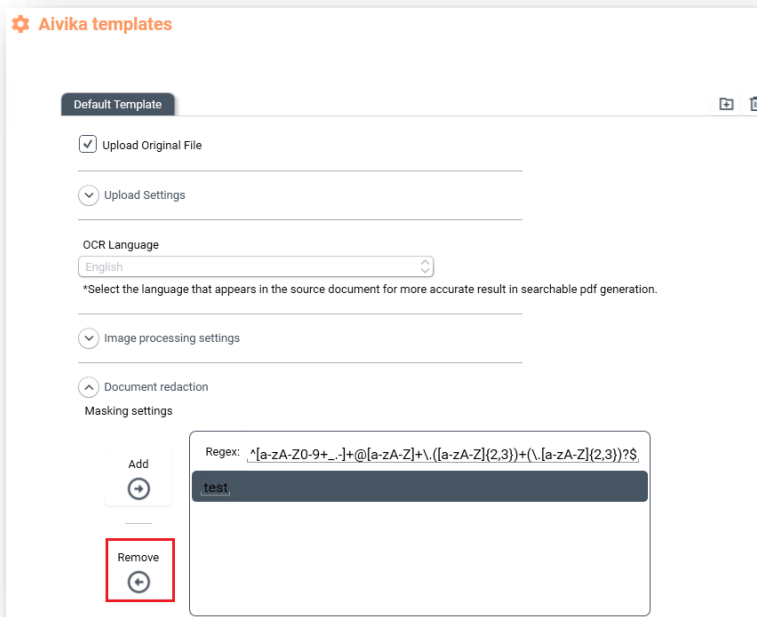 Aivika templates
Default Template
Upload Original File
Upload Settings
OCR Language
English
*Select the language that appears in the source document for more accurate result in searchable pdf generation.
Image processing settings
Document redaction
Masking settings
Add
Regex: ^[a-zA-Z0-9+_.-]+@[a-zA-Z]+\.([a-zA-Z]{2,3})+(\.[a-zA-Z]{2,3})?$
test
Remove